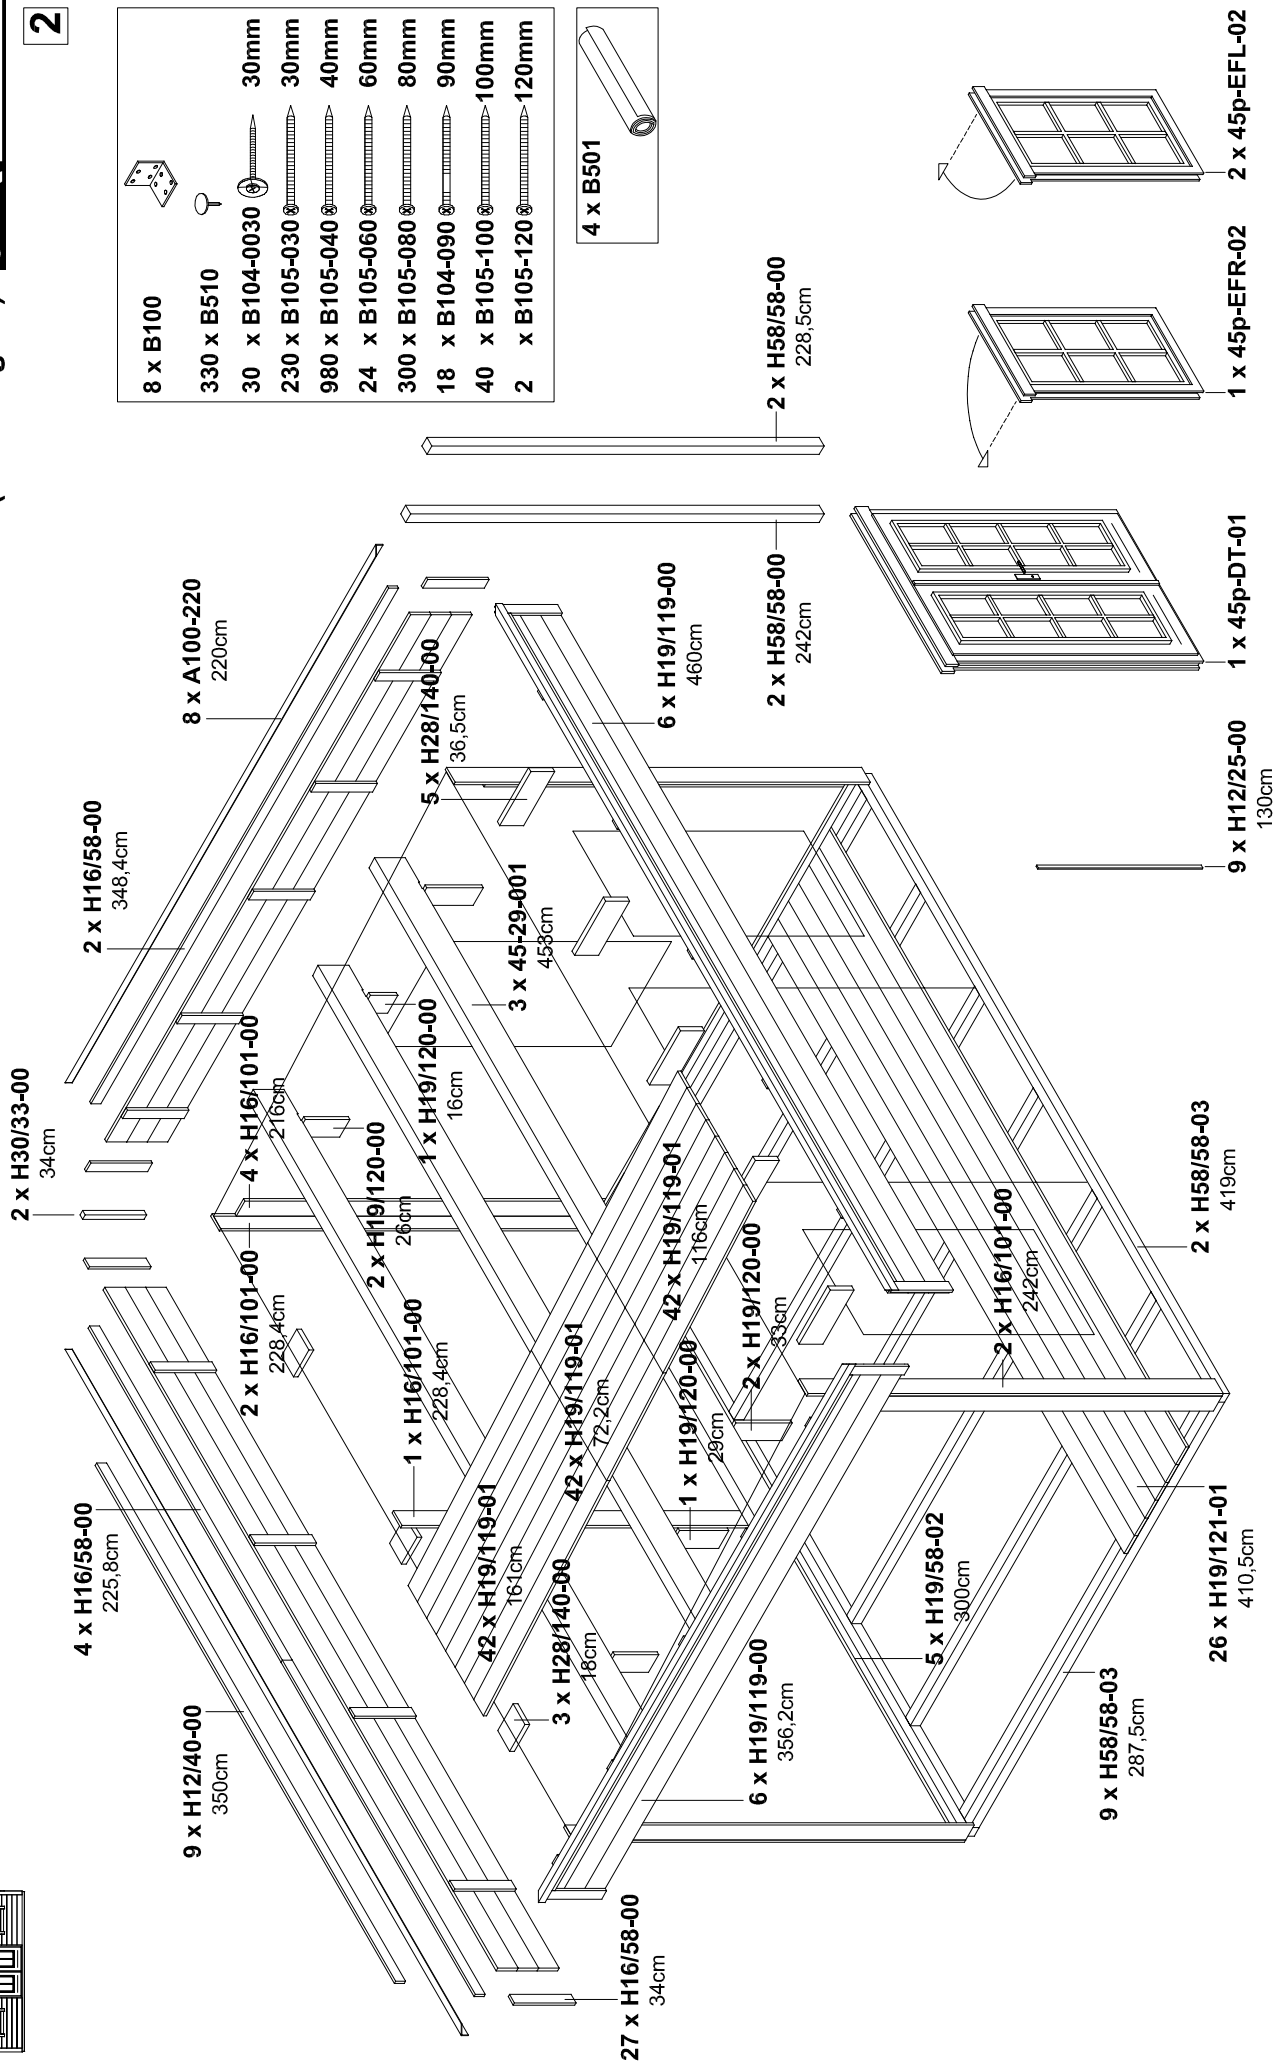 2
8 x B100
330 x B510
30 x B104-0030 30mm
230 x B105-030 30mm
980 x B105-040 40mm
24 x B105-060 60mm
300 x B105-080 80mm
18 x B104-090 90mm
40 x B105-100 100mm
2 x B105-120 120mm
4 x B501
2 x H30/33-00
34cm
2 x H16/58-00
348,4cm
8 x A100-220
220cm
4 x H16/58-00
225,8cm
9 x H12/40-00
350cm
2 x H16/101-00
228,4cm
4 x H16/101-00
216cm
1 x H16/101-00
228,4cm
2 x H19/120-00
26cm
1 x H19/120-00
16cm
5 x H28/140-00
36,5cm
3 x 45-29-001
453cm
42 x H19/119-01
161cm
42 x H19/119-01
72,2cm
42 x H19/119-01
116cm
3 x H28/140-00
18cm
1 x H19/120-00
29cm
2 x H19/120-00
33cm
6 x H19/119-00
460cm
2 x H58/58-00
242cm
2 x H58/58-00
228,5cm
27 x H16/58-00
34cm
6 x H19/119-00
356,2cm
5 x H19/58-02
300cm
2 x H16/101-00
242cm
9 x H58/58-03
287,5cm
26 x H19/121-01
410,5cm
2 x H58/58-03
419cm
9 x H12/25-00
130cm
1 x 45p-DT-01
1 x 45p-EFR-02
2 x 45p-EFL-02